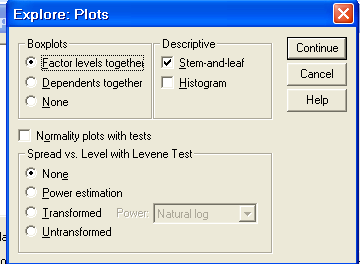 Explore: Plots
Boxplots
Factor levels together
Dependents together
None
Descriptive
Stem-and-leaf
Histogram
Continue
Cancel
Help
Normality plots with tests
Spread vs. Level with Levene Test
None
Power estimation
Transformed Power: Natural log
Untransformed